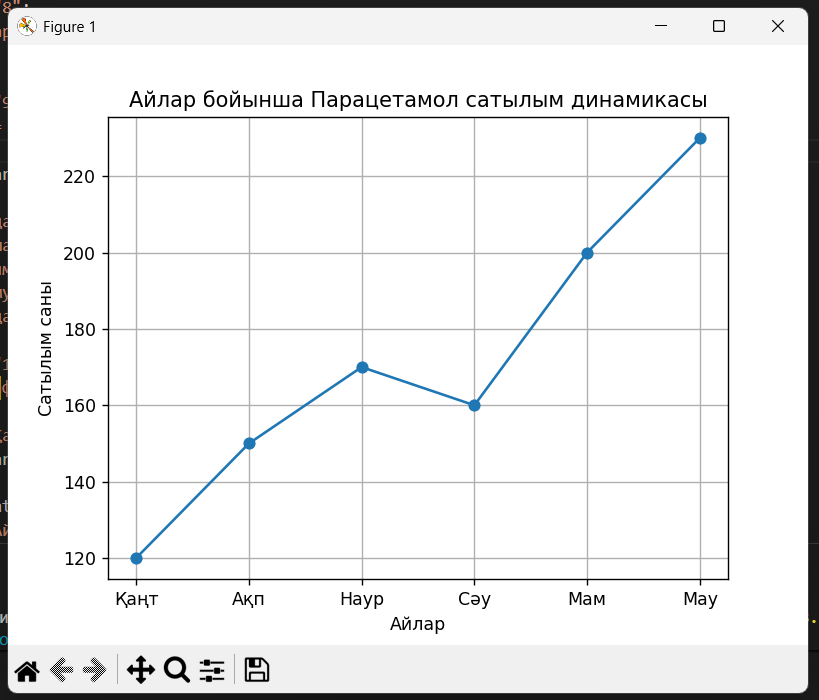 Figure 1
Айлар бойынша Парацетамол сатылым динамикасы
Сатылым саны
220
200
180
160
140
120
Қаңт Ақп Наур Сәу Мам Мау
Айлар